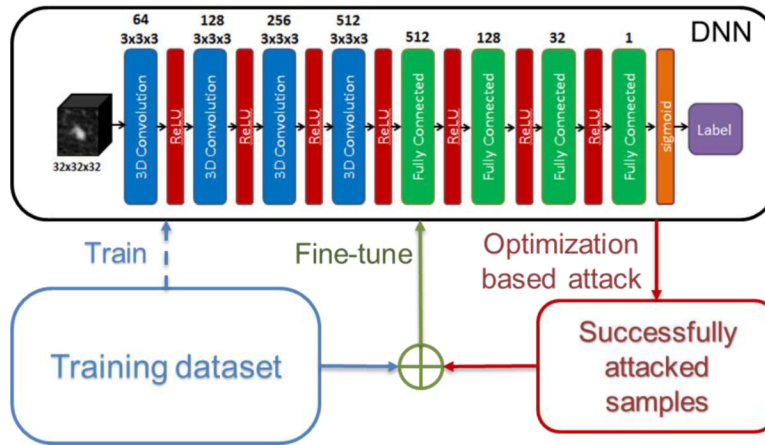 DNN
64
3x3x3
128
3x3x3
256
3x3x3
512
3x3x3
512
128
32
1
32x32x32
3D Convolution
ReLU
3D Convolution
ReLU
3D Convolution
ReLU
3D Convolution
ReLU
Fully Connected
ReLU
Fully Connected
ReLU
Fully Connected
ReLU
Fully Connected
sigmoid
Label
Train
Fine-tune
Optimization
based attack
Training dataset
Successfully
attacked
samples